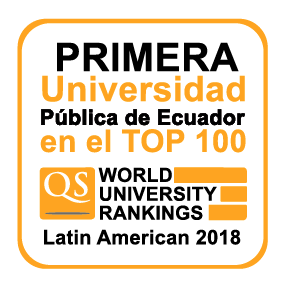 PRIMERA
Universidad
Pública de Ecuador
en el TOP 100
QS
WORLD
UNIVERSITY
RANKINGS
Latin American 2018